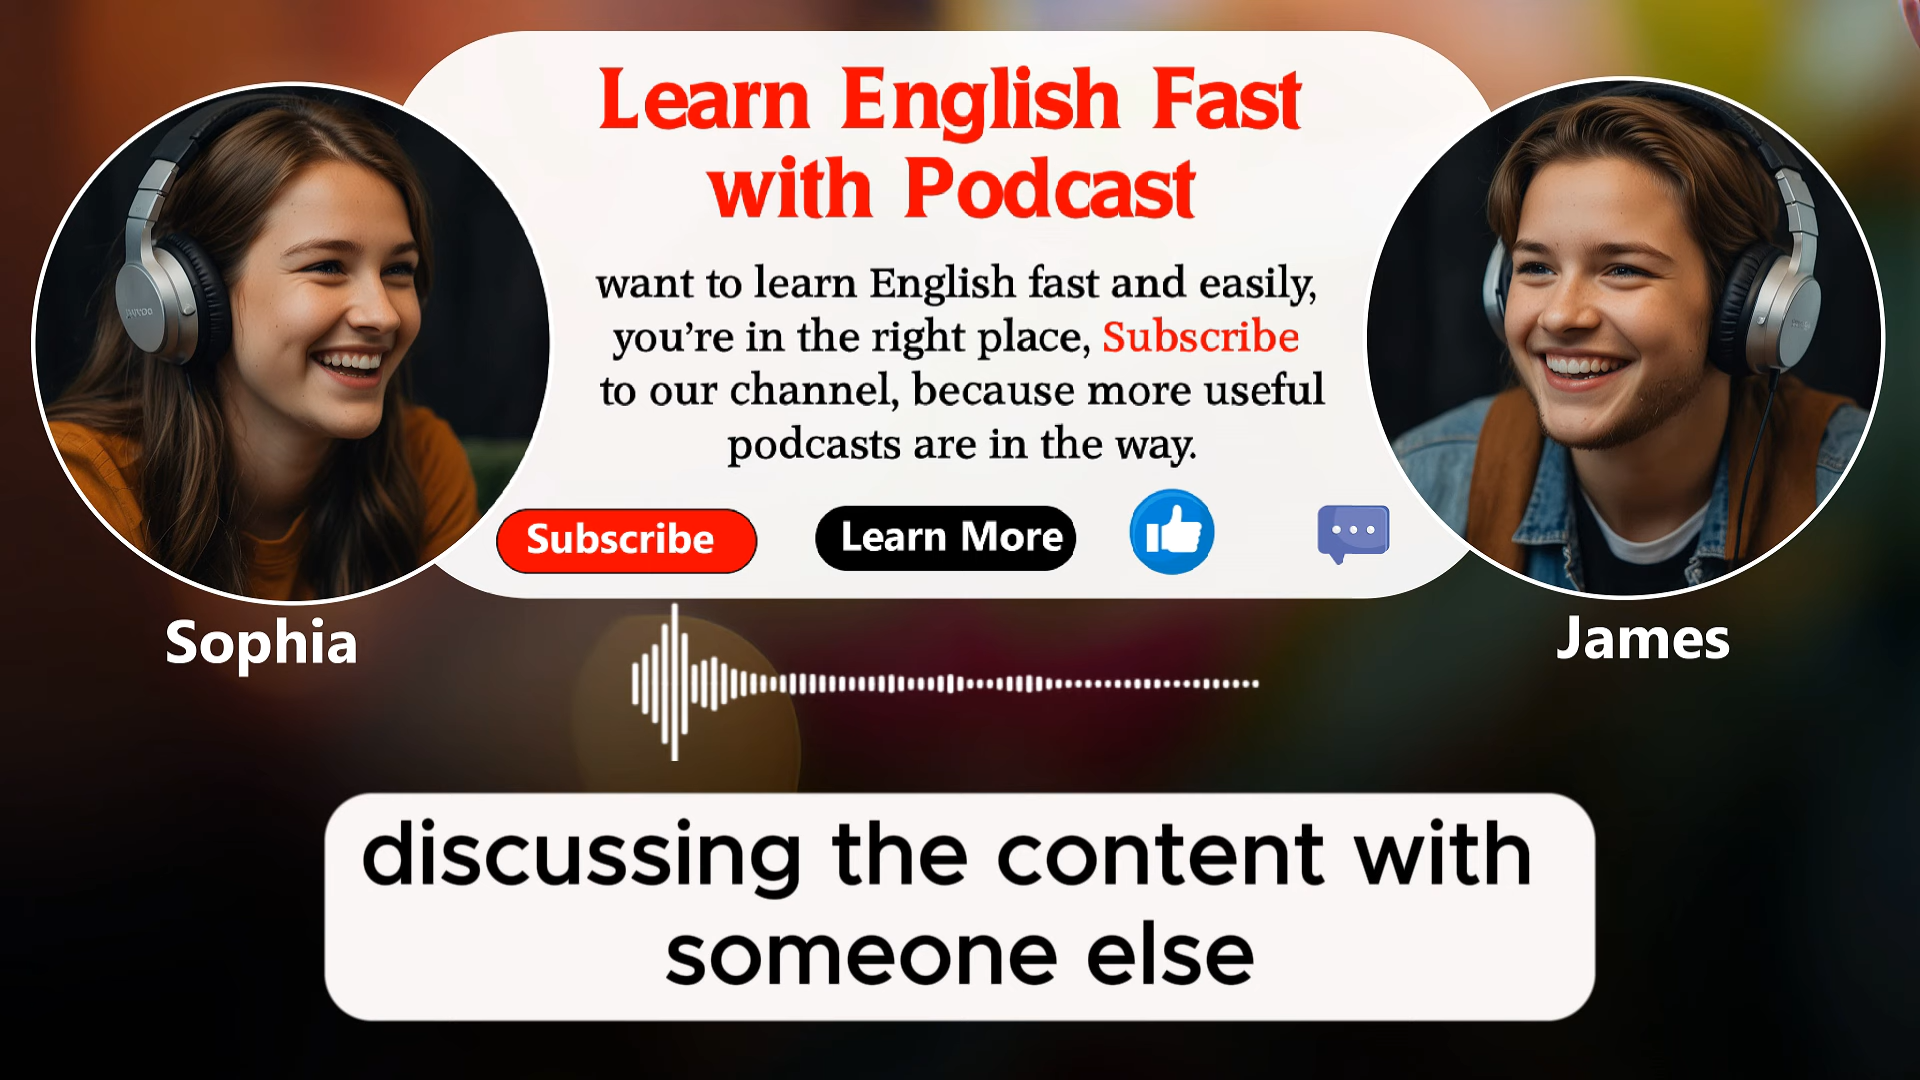 Learn English Fast
with Podcast
want to learn English fast and easily,
you’re in the right place, Subscribe
to our channel, because more useful
podcasts are in the way.
Subscribe
Learn More
Sophia
James
discussing the content with
someone else